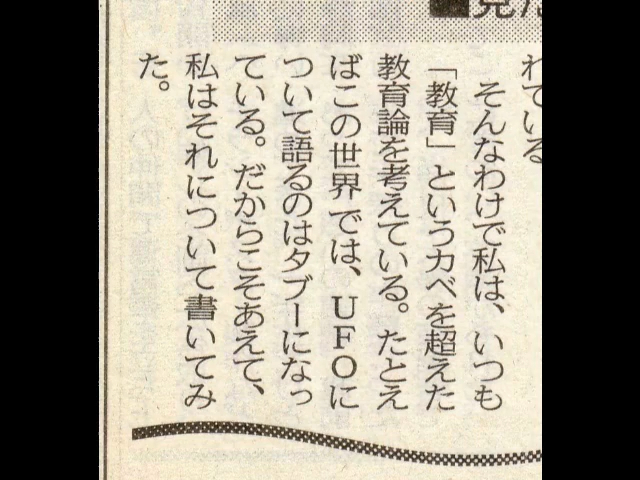 れている
そんなわけで私は、いつも
「教育」というカベを超えた
教育論を考えている。たとえ
ばこの世界では、UFOに
ついて語るのはタブーになっ
ている。だからこそあえて、
私はそれについて書いてみ
た。